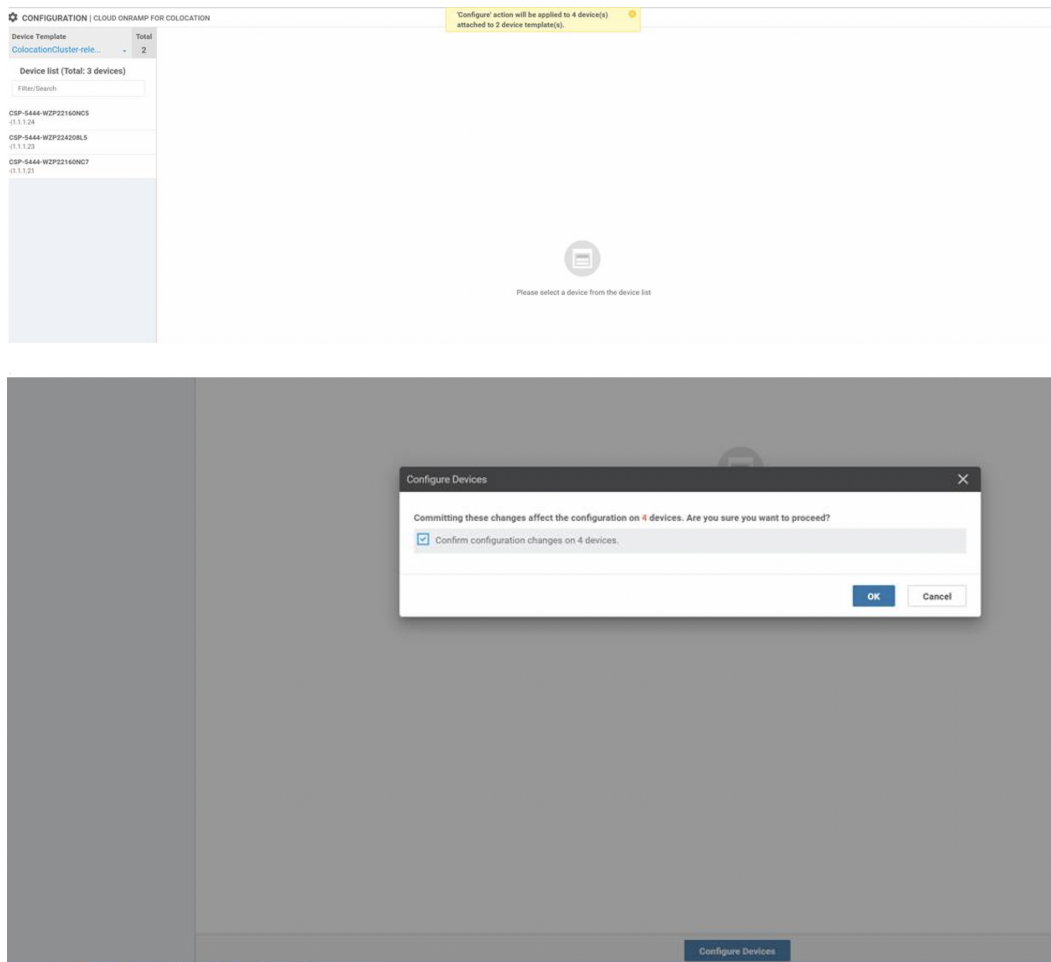 CONFIGURATION | CLOUD ONRAMP FOR COLOCATION
'Configure' action will be applied to 4 device(s)
attached to 2 device template(s).
Device Template Total
ColocationCluster-rele... 2
Device list (Total: 3 devices)
Filter/Search
CSP-5444-WZP22160NC5
-|1.1.1.24
CSP-5444-WZP224208L5
-|1.1.1.23
CSP-5444-WZP22160NC7
-|1.1.1.21
Please select a device from the device list
Configure Devices
Committing these changes affect the configuration on 4 devices. Are you sure you want to proceed?
Confirm configuration changes on 4 devices.
OK Cancel
Configure Devices